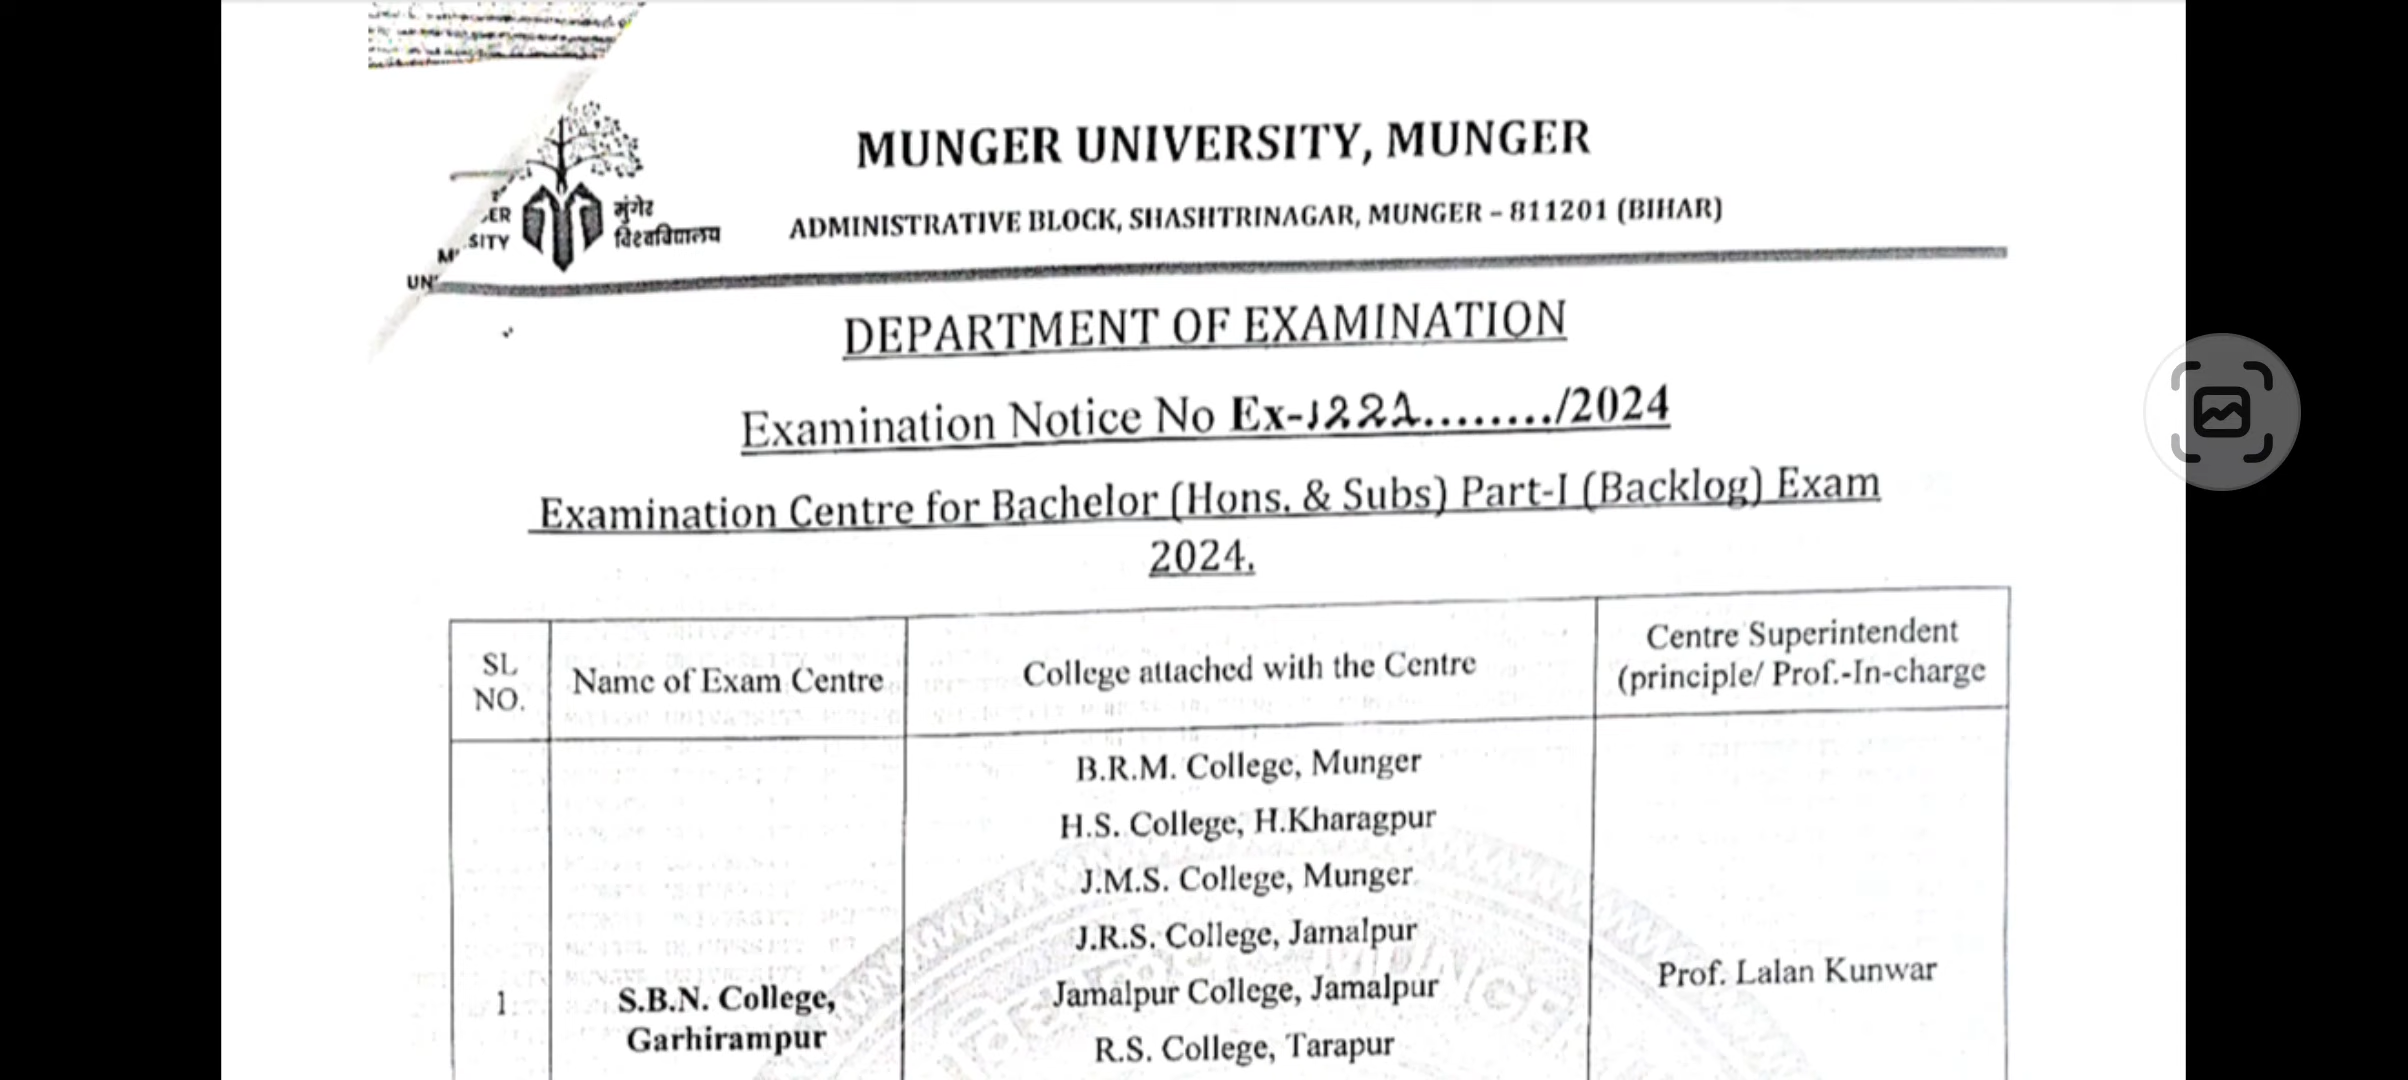 मुंगेर
विश्वविद्यालय
ER
SITY
M
UN
MUNGER UNIVERSITY, MUNGER
ADMINISTRATIVE BLOCK, SHASHTRINAGAR, MUNGER – 811201 (BIHAR)
DEPARTMENT OF EXAMINATION
Examination Notice No Ex-1221......../2024
Examination Centre for Bachelor (Hons. & Subs) Part-I (Backlog) Exam
2024.
SL NO.
Name of Exam Centre
College attached with the Centre
Centre Superintendent
(principle/ Prof.-In-charge
1
S.B.N. College,
Garhirampur
B.R.M. College, Munger
H.S. College, H.Kharagpur
J.M.S. College, Munger
J.R.S. College, Jamalpur
Jamalpur College, Jamalpur
R.S. College, Tarapur
Prof. Lalan Kunwar